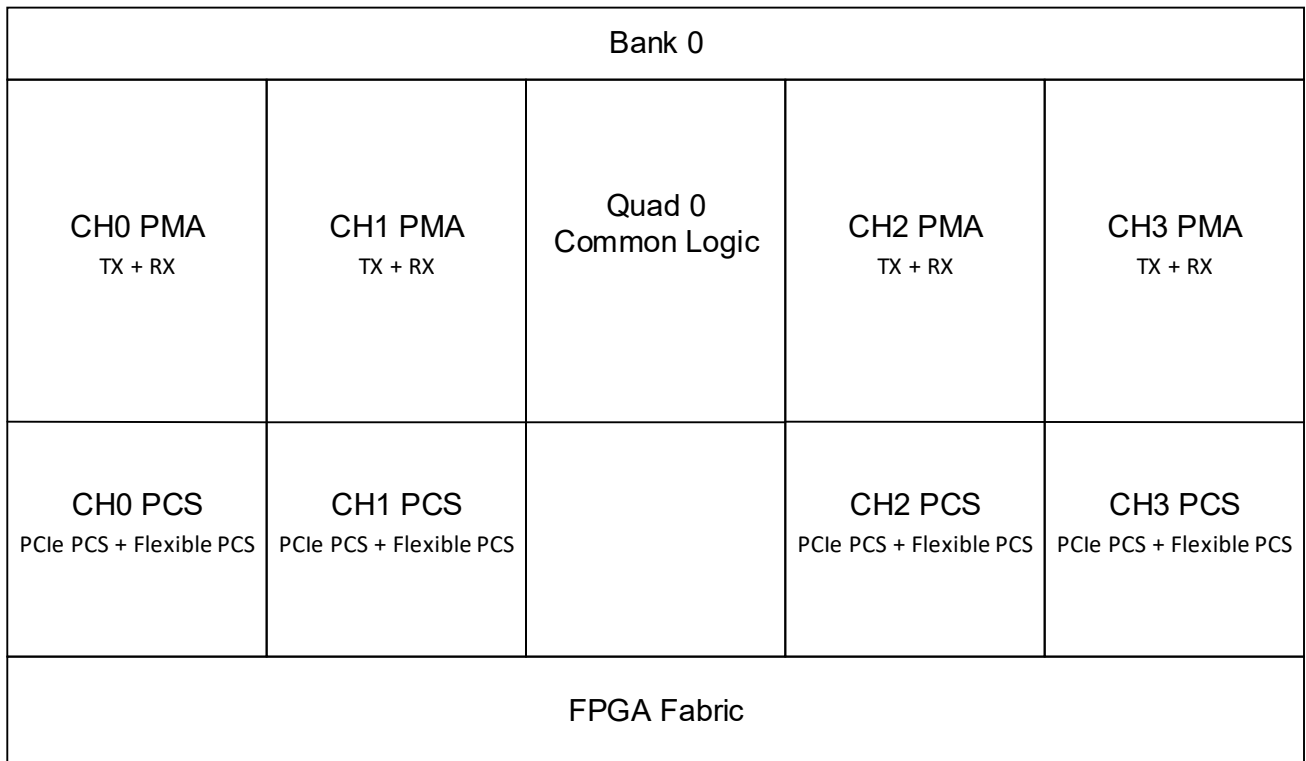 Bank 0
CH0 PMA
TX + RX
CH1 PMA
TX + RX
Quad 0
Common Logic
CH2 PMA
TX + RX
CH3 PMA
TX + RX
CH0 PCS
PCIe PCS + Flexible PCS
CH1 PCS
PCIe PCS + Flexible PCS
CH2 PCS
PCIe PCS + Flexible PCS
CH3 PCS
PCIe PCS + Flexible PCS
FPGA Fabric